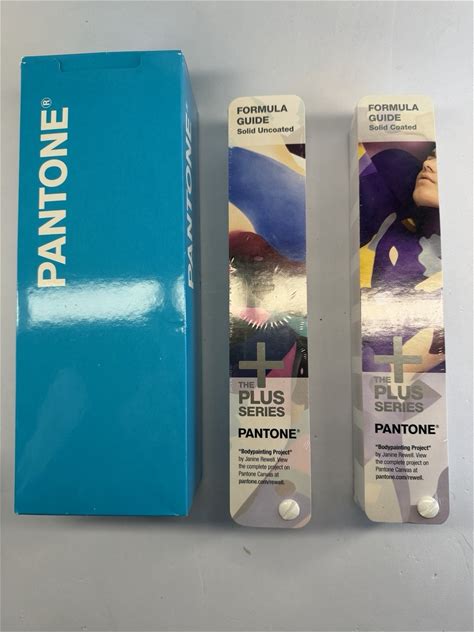 PANTONE®
PANTONE
FORMULA
GUIDE
Solid Uncoated
THE
PLUS
SERIES
PANTONE®
"Bodypainting Project"
by Janine Rewell. View
the complete project on
Pantone Canvas at
pantone.com/rewell.
FORMULA
GUIDE
Solid Coated
THE
PLUS
SERIES
PANTONE®
"Bodypainting Project"
by Janine Rewell. View
the complete project on
Pantone Canvas at
pantone.com/rewell.